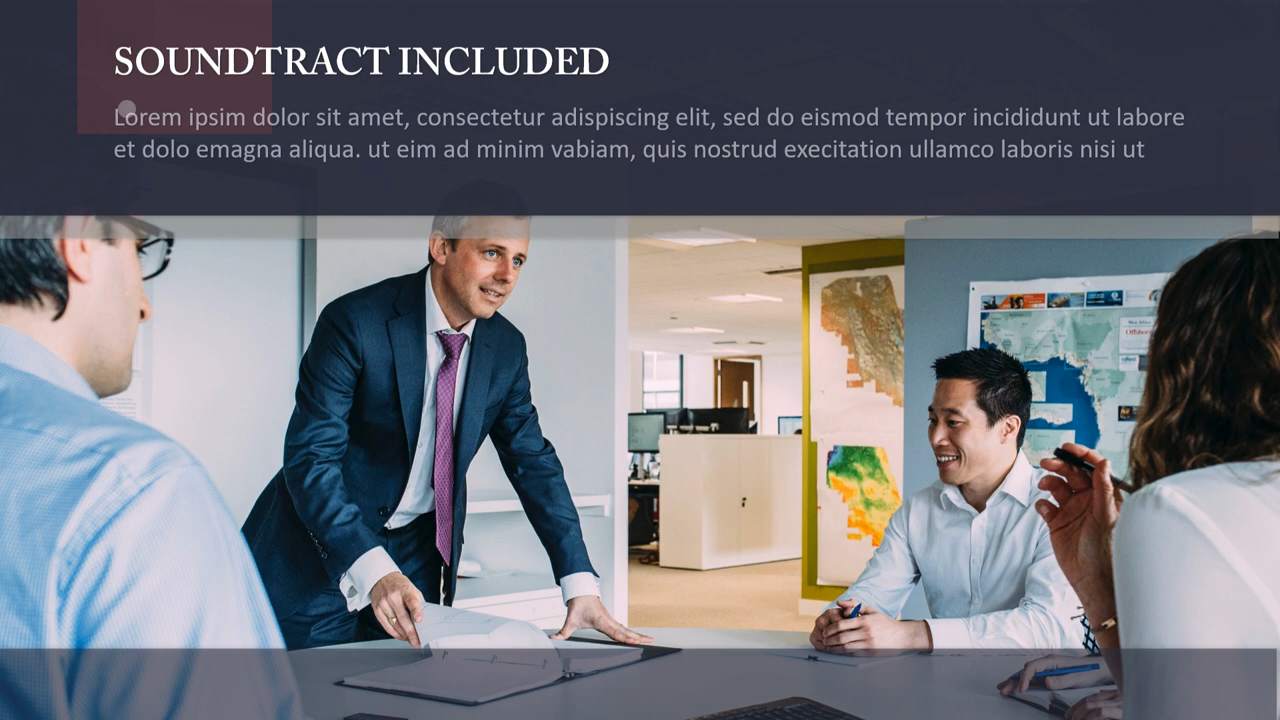 SOUNDTRACT INCLUDED
Lorem ipsim dolor sit amet, consectetur adipiscing elit, sed do eismod tempor incididunt ut labore
et dolo emagna aliqua. ut eim ad minim vabiam, quis nostrud execitation ullamco laboris nisi ut